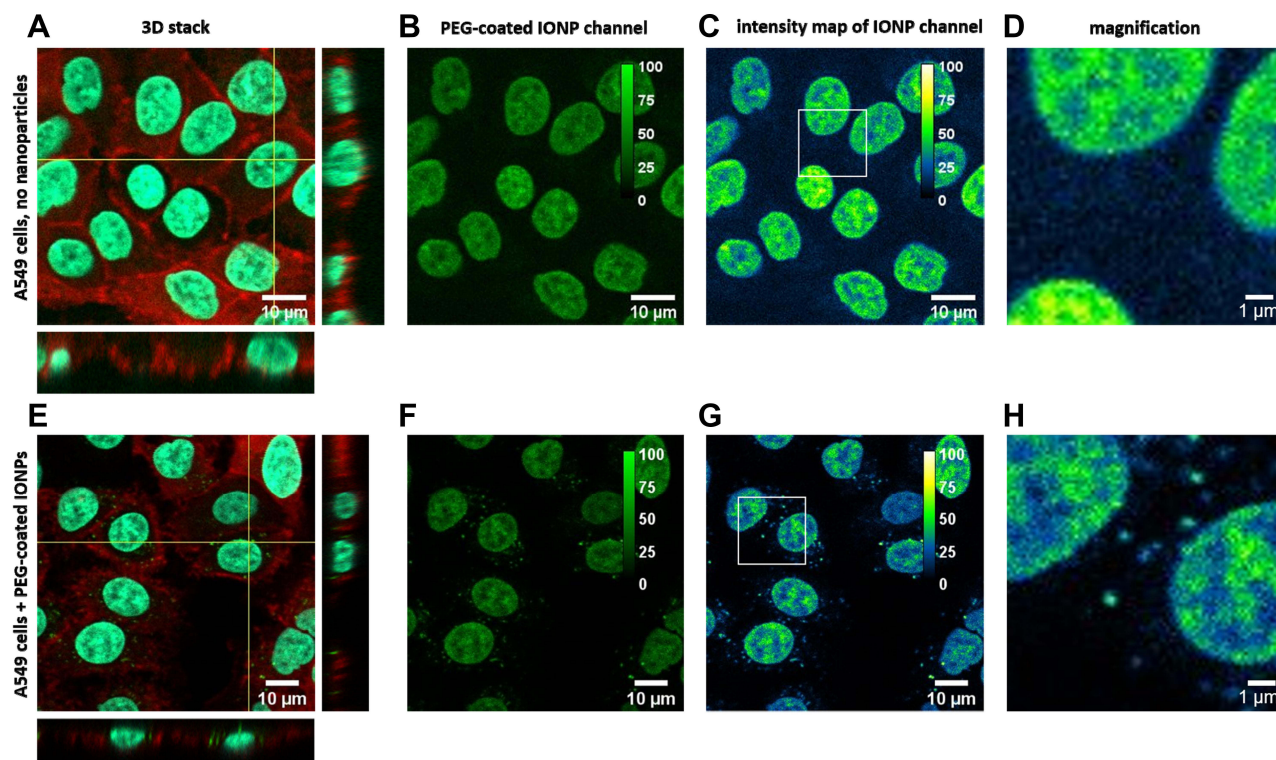 A
3D stack
B
PEG-coated IONP channel
C
intensity map of IONP channel
D
magnification
A549 cells, no nanoparticles
100
75
50
25
0
100
75
50
25
0
10 µm
10 µm
10 µm
1 µm
E
F
G
H
A549 cells + PEG-coated IONPs
100
75
50
25
0
100
75
50
25
0
10 µm
10 µm
10 µm
1 µm